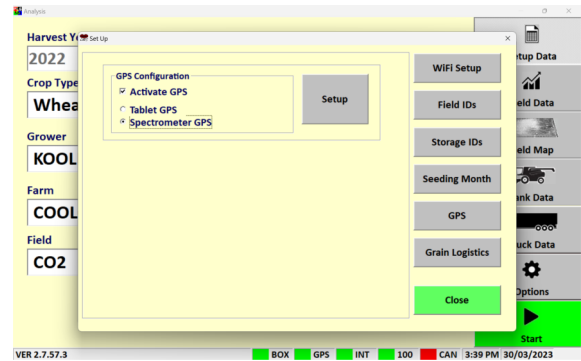 Analysis
Harvest Y
2022
Crop Type
Whea
Grower
KOOL
Farm
COOL
Field
CO2
Set Up
GPS Configuration
Activate GPS
Tablet GPS
Spectrometer GPS
Setup
WiFi Setup
Field IDs
Storage IDs
Seeding Month
GPS
Grain Logistics
Close
tup Data
eld Data
eld Map
ank Data
uck Data
Options
Start
VER 2.7.57.3 BOX GPS INT 100 CAN 3:39 PM 30/03/2023